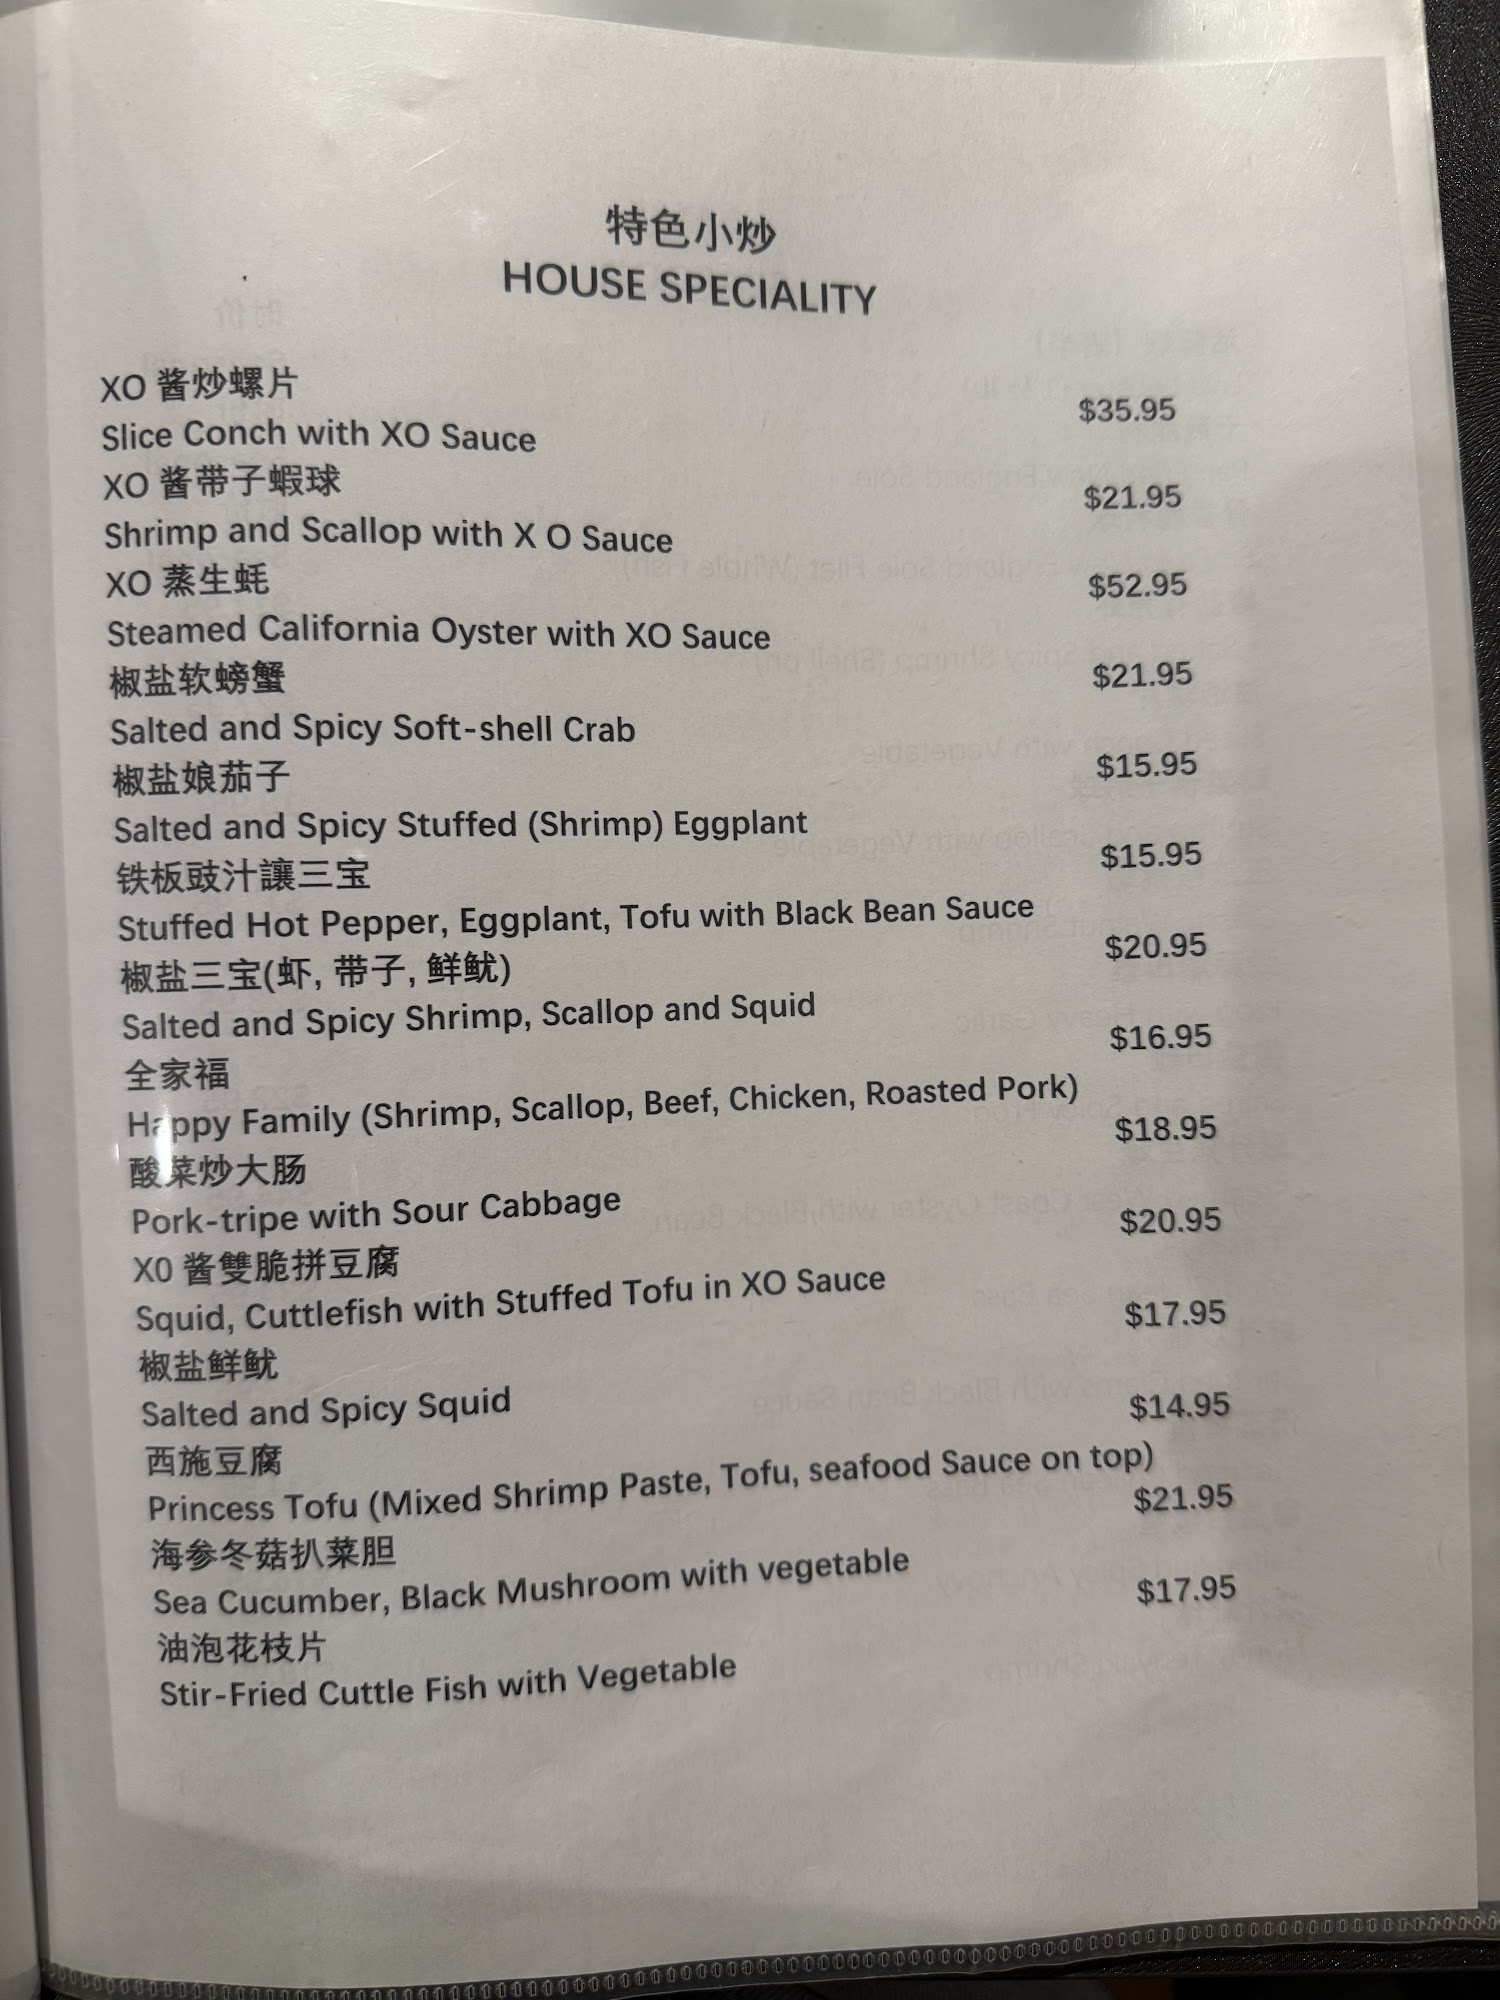 特色小炒
HOUSE SPECIALITY
XO 酱炒螺片
$35.95
Slice Conch with XO Sauce
XO 酱带子蝦球
$21.95
Shrimp and Scallop with X O Sauce
XO 蒸生蚝
$52.95
Steamed California Oyster with XO Sauce
椒盐软螃蟹
$21.95
Salted and Spicy Soft-shell Crab
椒盐娘茄子
$15.95
Salted and Spicy Stuffed (Shrimp) Eggplant
铁板豉汁讓三宝
$15.95
Stuffed Hot Pepper, Eggplant, Tofu with Black Bean Sauce
椒盐三宝(虾, 带子, 鲜鱿)
$20.95
Salted and Spicy Shrimp, Scallop and Squid
全家福
$16.95
Happy Family (Shrimp, Scallop, Beef, Chicken, Roasted Pork)
酸菜炒大肠
$18.95
Pork-tripe with Sour Cabbage
X0 酱雙脆拼豆腐
$20.95
Squid, Cuttlefish with Stuffed Tofu in XO Sauce
椒盐鲜鱿
$17.95
Salted and Spicy Squid
西施豆腐
$14.95
Princess Tofu (Mixed Shrimp Paste, Tofu, seafood Sauce on top)
海参冬菇扒菜胆
$21.95
Sea Cucumber, Black Mushroom with vegetable
油泡花枝片
$17.95
Stir-Fried Cuttle Fish with Vegetable